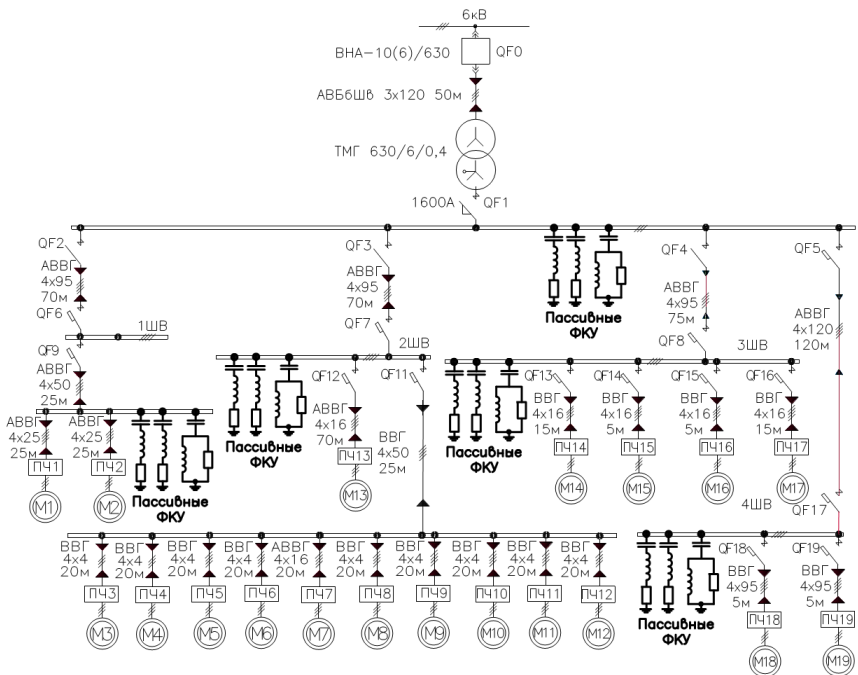 6кВ
ВНА-10(6)/630
QF0
АВБбШв 3х120 50м
ТМГ 630/6/0,4
1600А
QF1
QF2
QF3
QF4
QF5
АВВГ
4х95
70м
АВВГ
4х95
70м
АВВГ
4х95
75м
АВВГ
4х120
120м
Пассивные
ФКУ
QF6
1ШВ
QF7
2ШВ
QF8
3ШВ
QF9
АВВГ
4х50
25м
QF12
QF11
QF13
QF14
QF15
QF16
АВВГ
4х25
25м
АВВГ
4х25
25м
АВВГ
4х16
70м
ВВГ
4х50
25м
АВВГ
4х16
15м
АВВГ
4х16
5м
АВВГ
4х16
5м
АВВГ
4х16
15м
ПЧ1
ПЧ2
ПЧ13
ПЧ14
ПЧ15
ПЧ16
ПЧ17
Пассивные
ФКУ
Пассивные
ФКУ
Пассивные
ФКУ
М1
М2
М13
М14
М15
М16
М17
4ШВ
QF17
ВВГ
4х4
20м
ВВГ
4х4
20м
ВВГ
4х4
20м
ВВГ
4х4
20м
АВВГ
4х16
20м
ВВГ
4х4
20м
ВВГ
4х4
20м
ВВГ
4х4
20м
ВВГ
4х4
20м
ВВГ
4х4
20м
QF18
QF19
ВВГ
4х95
5м
ВВГ
4х95
5м
ПЧ3
ПЧ4
ПЧ5
ПЧ6
ПЧ7
ПЧ8
ПЧ9
ПЧ10
ПЧ11
ПЧ12
ПЧ18
ПЧ19
Пассивные
ФКУ
М3
М4
М5
М6
М7
М8
М9
М10
М11
М12
М18
М19